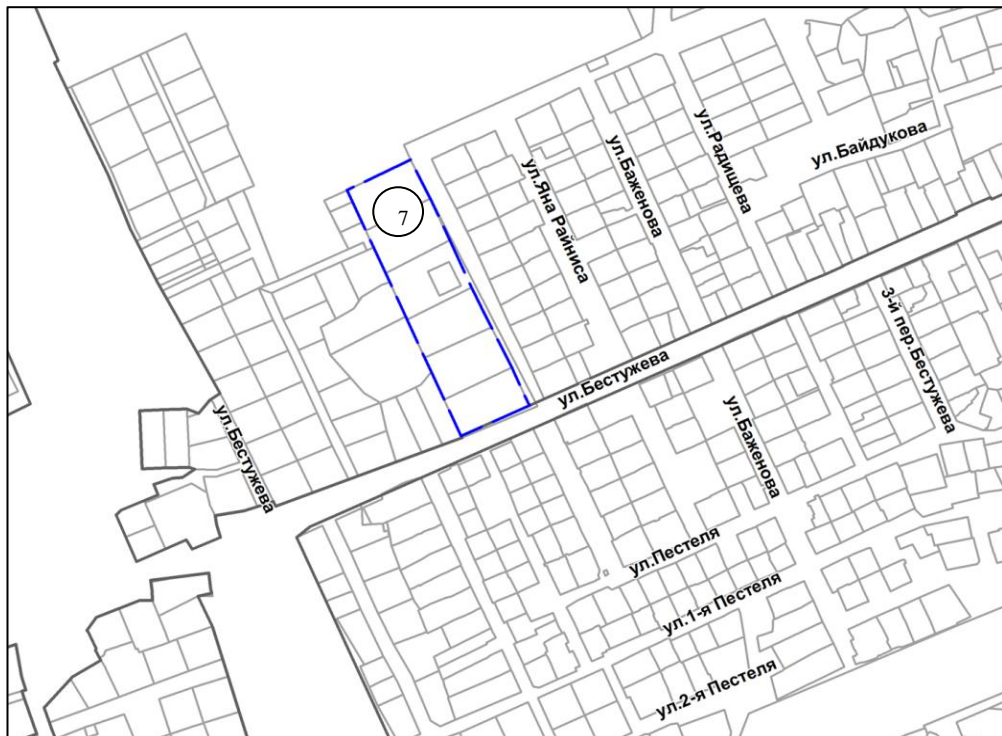 ул.Байдукова
ул.Радищева
ул.Баженова
ул.Яна Райниса
7
ул.Бестужева
3-й пер.Бестужева
ул.Бестужева
ул.Баженова
ул.Пестеля
ул.1-я Пестеля
ул.2-я Пестеля